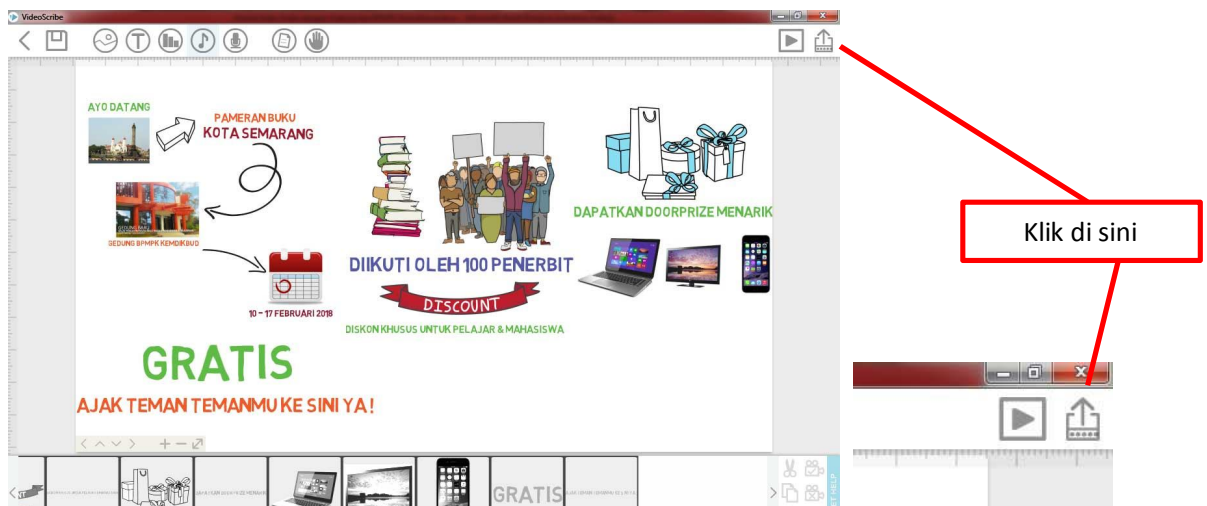 VideoScribe
AYO DATANG
PAMERAN BUKU
KOTA SEMARANG
GEDUNG BPMPK KEMDIKBUD
10 - 17 FEBRUARI 2018
DIIKUTI OLEH 100 PENERBIT
DISCOUNT
DISKON KHUSUS UNTUK PELAJAR & MAHASISWA
DAPATKAN DOORPRIZE MENARIK
GRATIS
AJAK TEMAN TEMANMU KE SINI YA!
Klik di sini
GRATIS